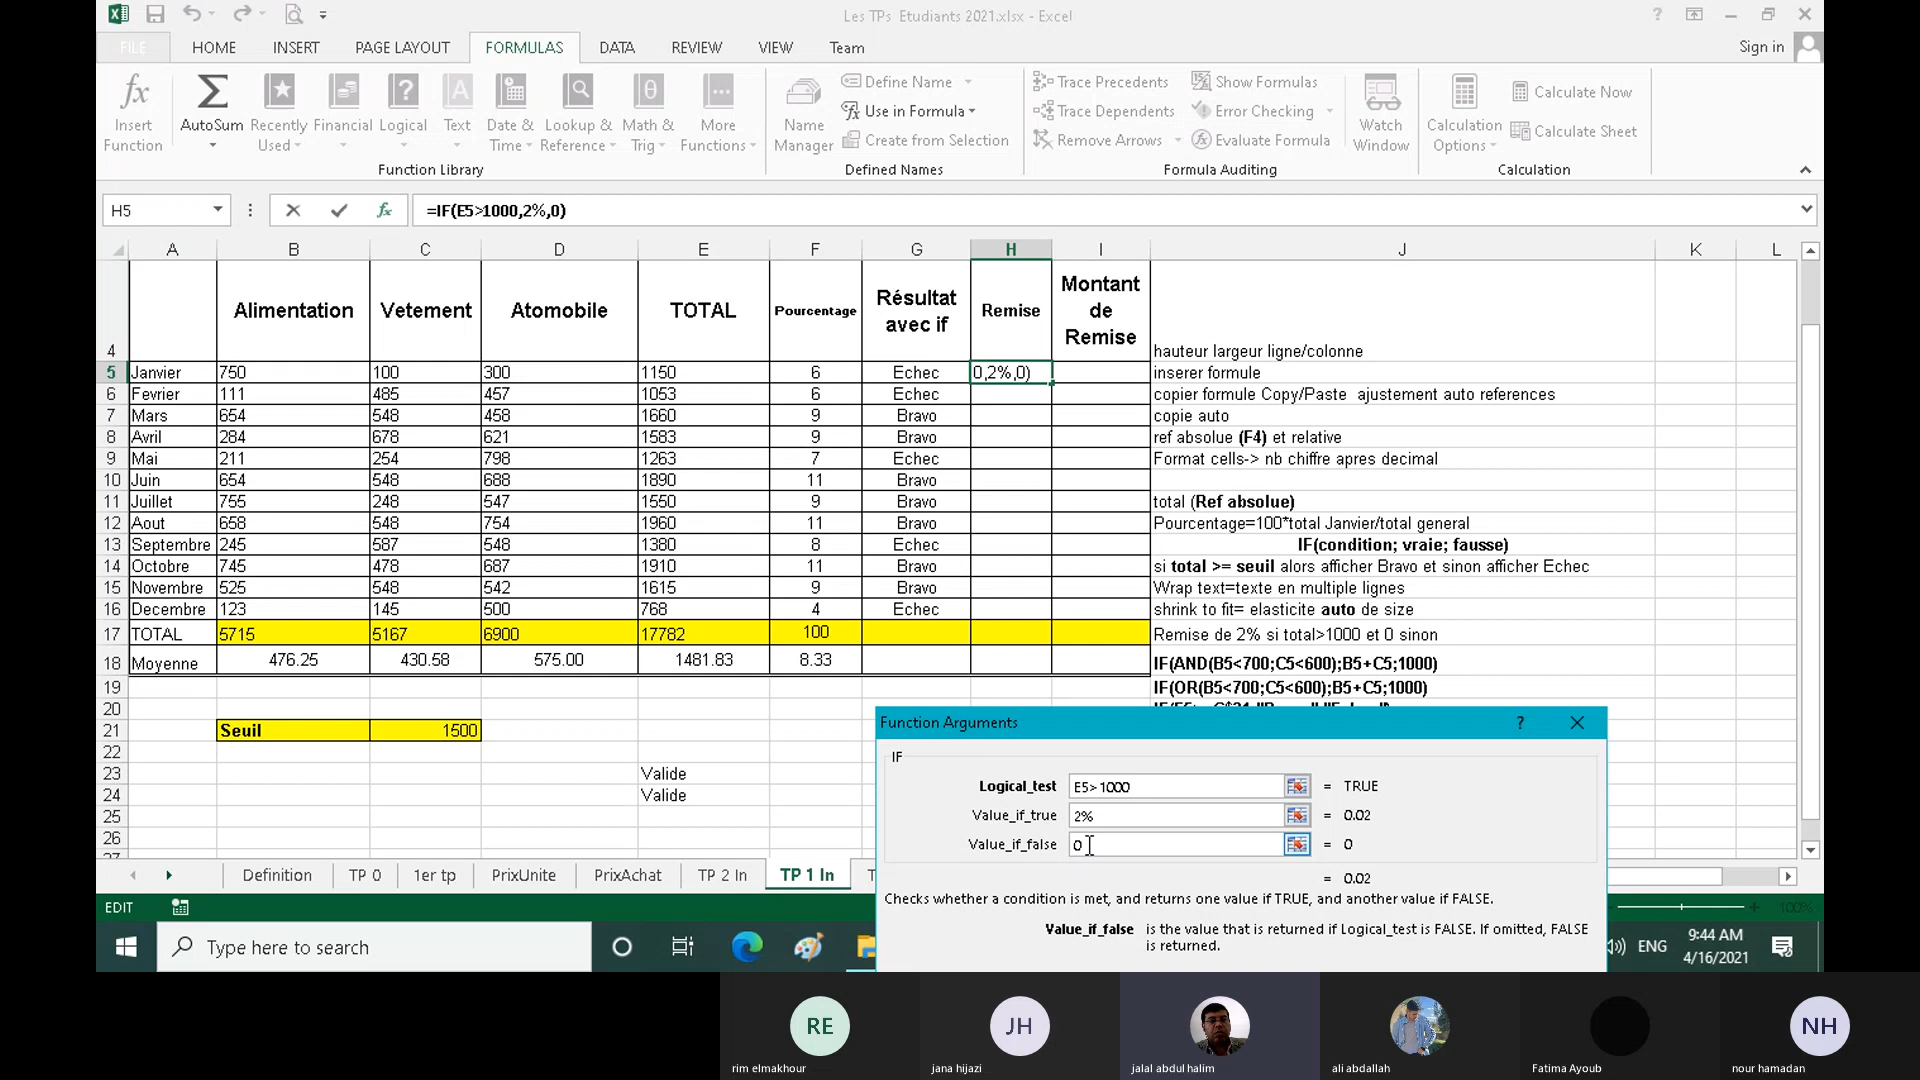 Les TPs Etudiants 2021.xlsx - Excel
FILE HOME INSERT PAGE LAYOUT FORMULAS DATA REVIEW VIEW Team Sign in
Insert Function
AutoSum
Recently Used
Financial
Logical
Text
Date & Time
Lookup & Reference
Math & Trig
More Functions
Function Library
Name Manager
Define Name
Use in Formula
Create from Selection
Defined Names
Trace Precedents
Trace Dependents
Remove Arrows
Show Formulas
Error Checking
Evaluate Formula
Formula Auditing
Watch Window
Calculation Options
Calculate Now
Calculate Sheet
Calculation
H5 fx =IF(E5>1000,2%,0)
A B C D E F G H I J K L
4 Alimentation Vetement Atomobile TOTAL Pourcentage Résultat avec if Remise Montant de Remise hauteur largeur ligne/colonne
5 Janvier 750 100 300 1150 6 Echec 0,2%,0) inserer formule
6 Fevrier 111 485 457 1053 6 Echec copier formule Copy/Paste ajustement auto references
7 Mars 654 548 458 1660 9 Bravo copie auto
8 Avril 284 678 621 1583 9 Bravo ref absolue (F4) et relative
9 Mai 211 254 798 1263 7 Echec Format cells-> nb chiffre apres decimal
10 Juin 654 548 688 1890 11 Bravo
11 Juillet 755 248 547 1550 9 Bravo total (Ref absolue)
12 Aout 658 548 754 1960 11 Bravo Pourcentage=100*total Janvier/total general
13 Septembre 245 587 548 1380 8 Echec IF(condition; vraie; fausse)
14 Octobre 745 478 687 1910 11 Bravo si total >= seuil alors afficher Bravo et sinon afficher Echec
15 Novembre 525 548 542 1615 9 Bravo Wrap text=texte en multiple lignes
16 Decembre 123 145 500 768 4 Echec shrink to fit= elasticite auto de size
17 TOTAL 5715 5167 6900 17782 100 Remise de 2% si total>1000 et 0 sinon
18 Moyenne 476.25 430.58 575.00 1481.83 8.33 IF(AND(B5<700;C5<600);B5+C5;1000)
19 IF(OR(B5<700;C5<600);B5+C5;1000)
20
21 Seuil 1500
22
23 Valide
24 Valide
25
26
27
Function Arguments ?
IF
Logical_test E5>1000 = TRUE
Value_if_true 2% = 0.02
Value_if_false 0 = 0
= 0.02
Checks whether a condition is met, and returns one value if TRUE, and another value if FALSE.
Value_if_false is the value that is returned if Logical_test is FALSE. If omitted, FALSE
is returned.
Definition TP 0 1er tp PrixUnite PrixAchat TP 2 In TP 1 In T
EDIT 100%
Type here to search
ENG
9:44 AM
4/16/2021
RE JH NH
rim elmakhour jana hijazi jalal abdul halim ali abdallah Fatima Ayoub nour hamadan